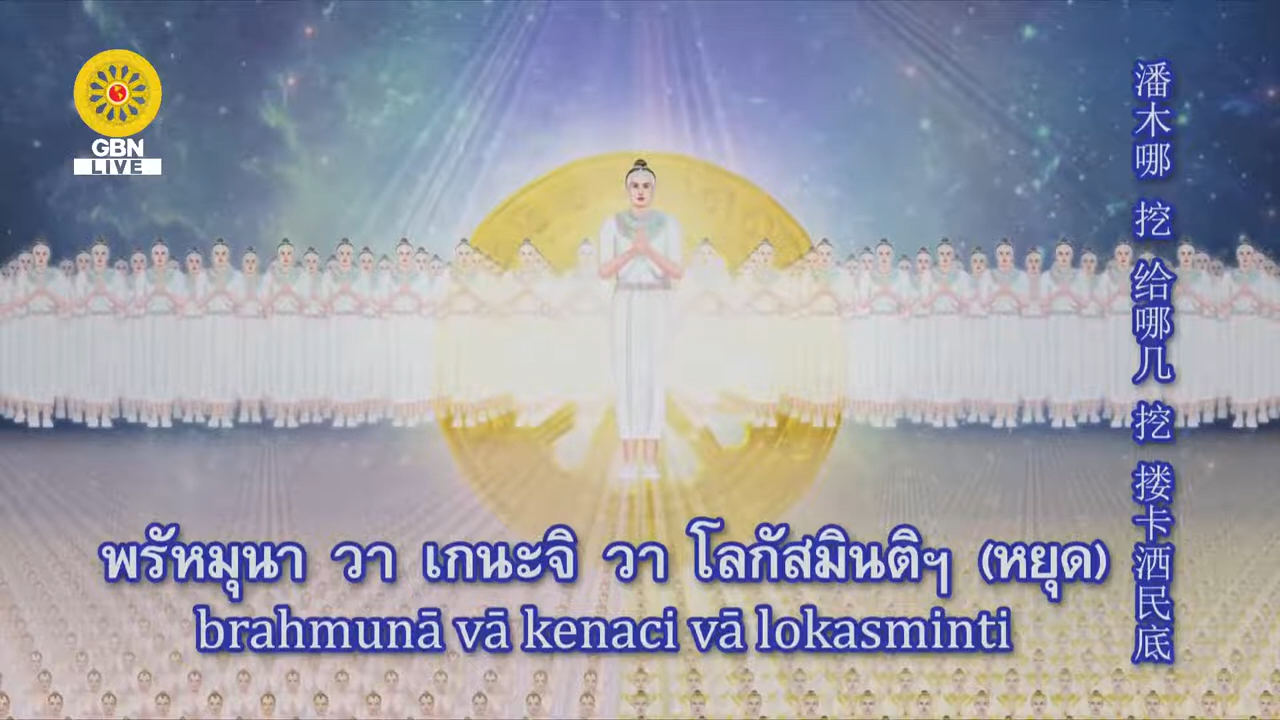 GBN
LIVE
潘木哪 挖 给哪几 挖 搂卡洒民底
พรัหมุนา วา เกนะจิ วา โลกัสมินติฯ (หยุด)
brahmunā vā kenaci vā lokasminti